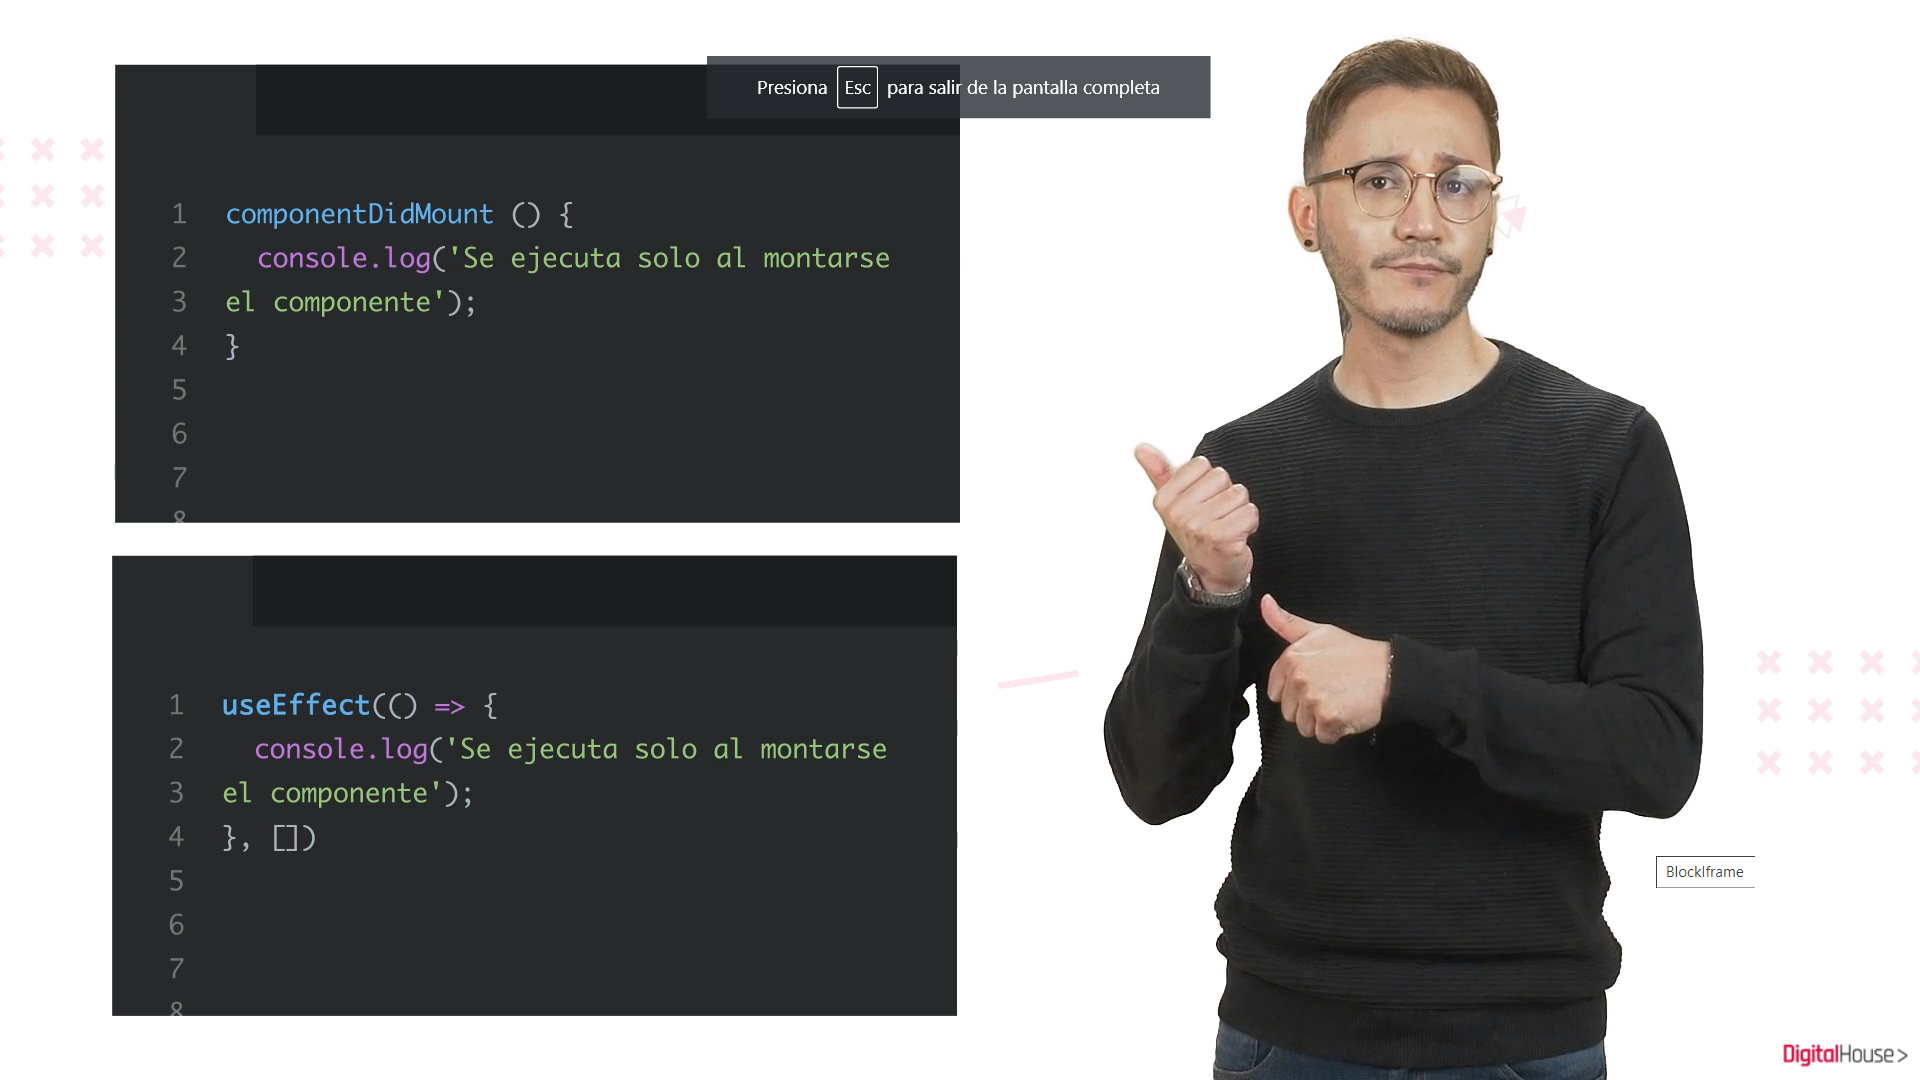 Presiona Esc para salir de la pantalla completa
1 componentDidMount () {
2 console.log('Se ejecuta solo al montarse
3 el componente');
4 }
5
6
7
8
1 useEffect(() => {
2 console.log('Se ejecuta solo al montarse
3 el componente');
4 }, [])
5
6
7
8
BlockIframe
DigitalHouse>